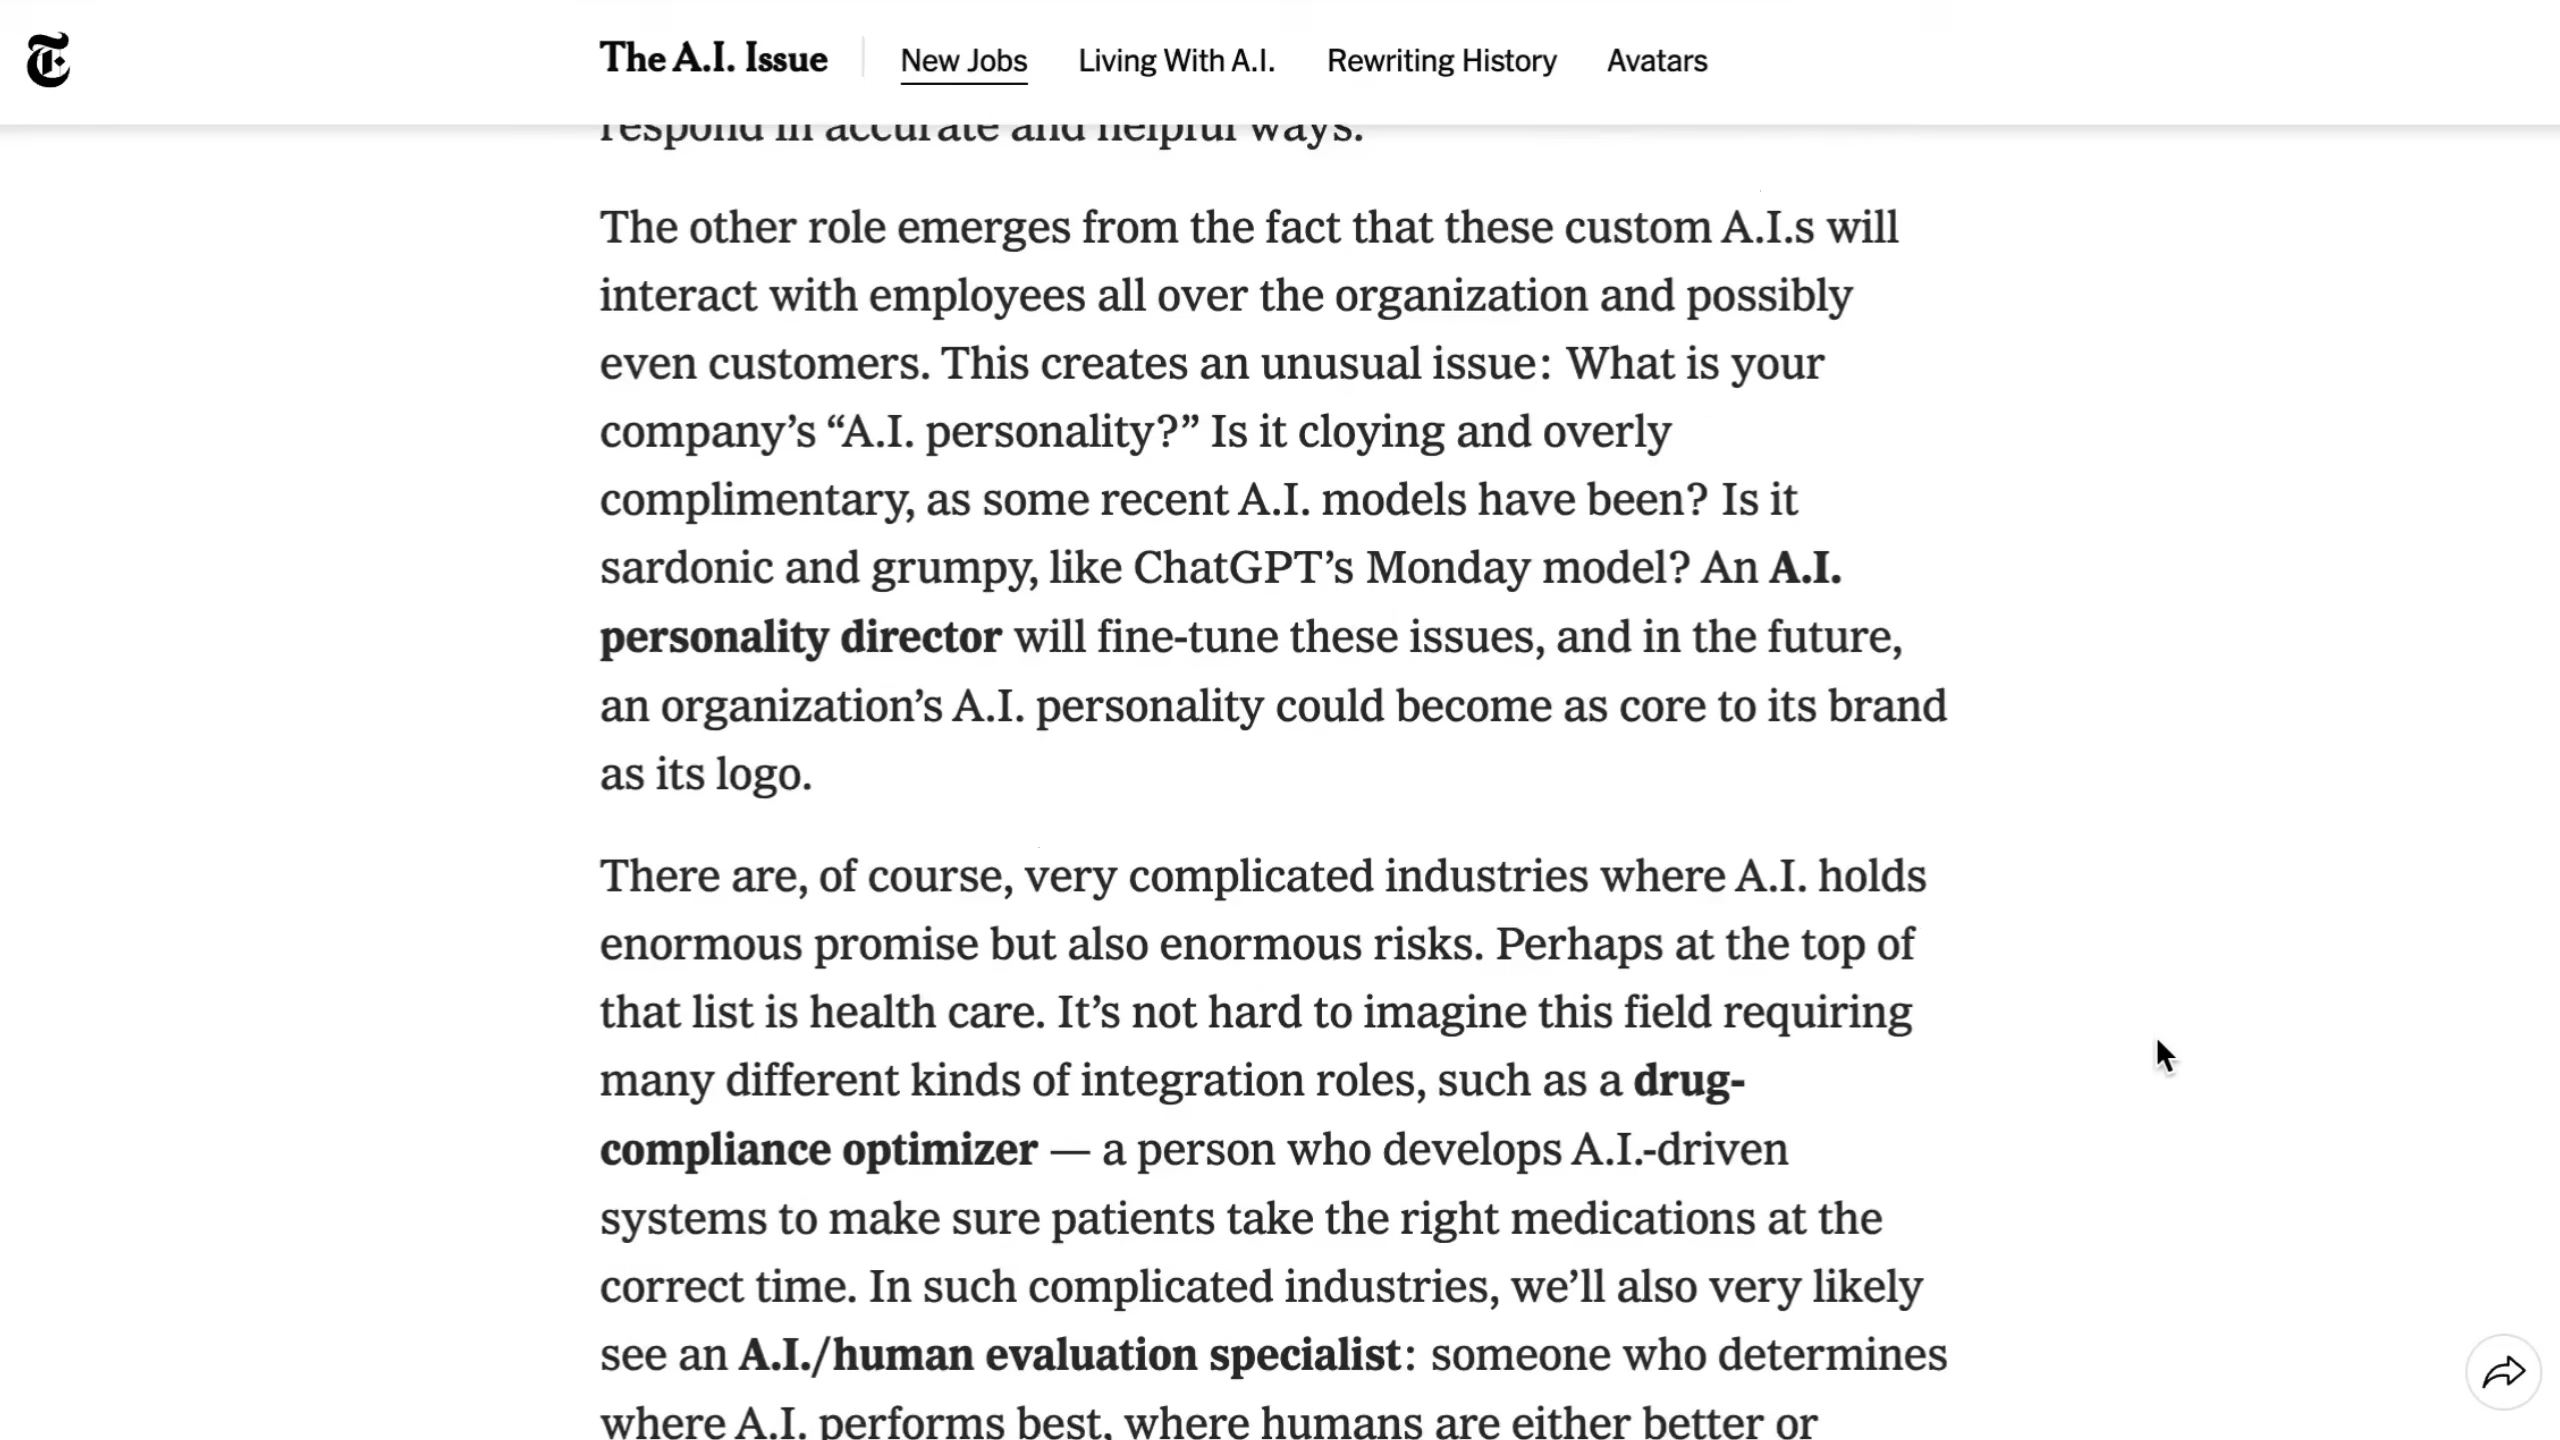 The A.I. Issue
New Jobs
Living With A.I.
Rewriting History
Avatars
respond in accurate and helpful ways.
The other role emerges from the fact that these custom A.I.s will
interact with employees all over the organization and possibly
even customers. This creates an unusual issue: What is your
company’s “A.I. personality?” Is it cloying and overly
complimentary, as some recent A.I. models have been? Is it
sardonic and grumpy, like ChatGPT’s Monday model? An A.I.
personality director will fine-tune these issues, and in the future,
an organization’s A.I. personality could become as core to its brand
as its logo.
There are, of course, very complicated industries where A.I. holds
enormous promise but also enormous risks. Perhaps at the top of
that list is health care. It’s not hard to imagine this field requiring
many different kinds of integration roles, such as a drug-
compliance optimizer — a person who develops A.I.-driven
systems to make sure patients take the right medications at the
correct time. In such complicated industries, we’ll also very likely
see an A.I./human evaluation specialist: someone who determines
where A.I. performs best, where humans are either better or